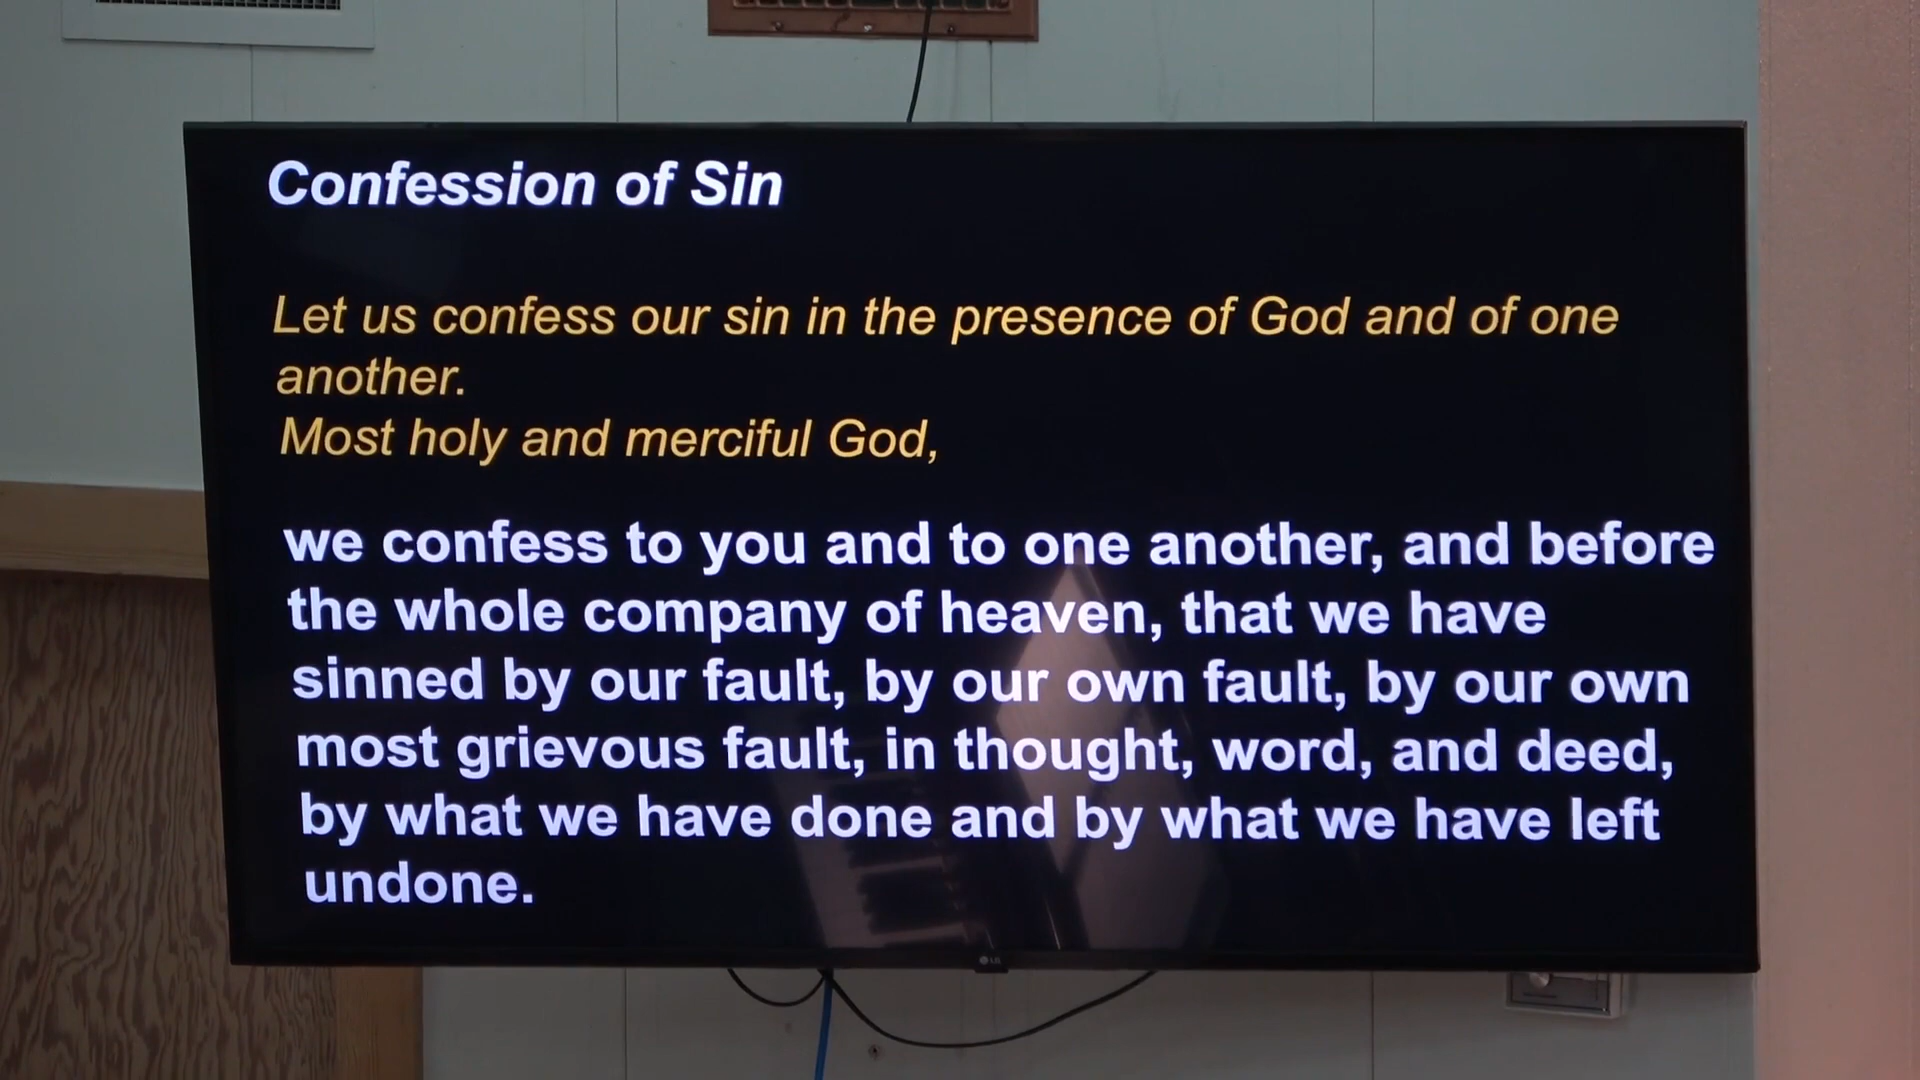 Confession of Sin
Let us confess our sin in the presence of God and of one
another.
Most holy and merciful God,
we confess to you and to one another, and before
the whole company of heaven, that we have
sinned by our fault, by our own fault, by our own
most grievous fault, in thought, word, and deed,
by what we have done and by what we have left
undone.
LG